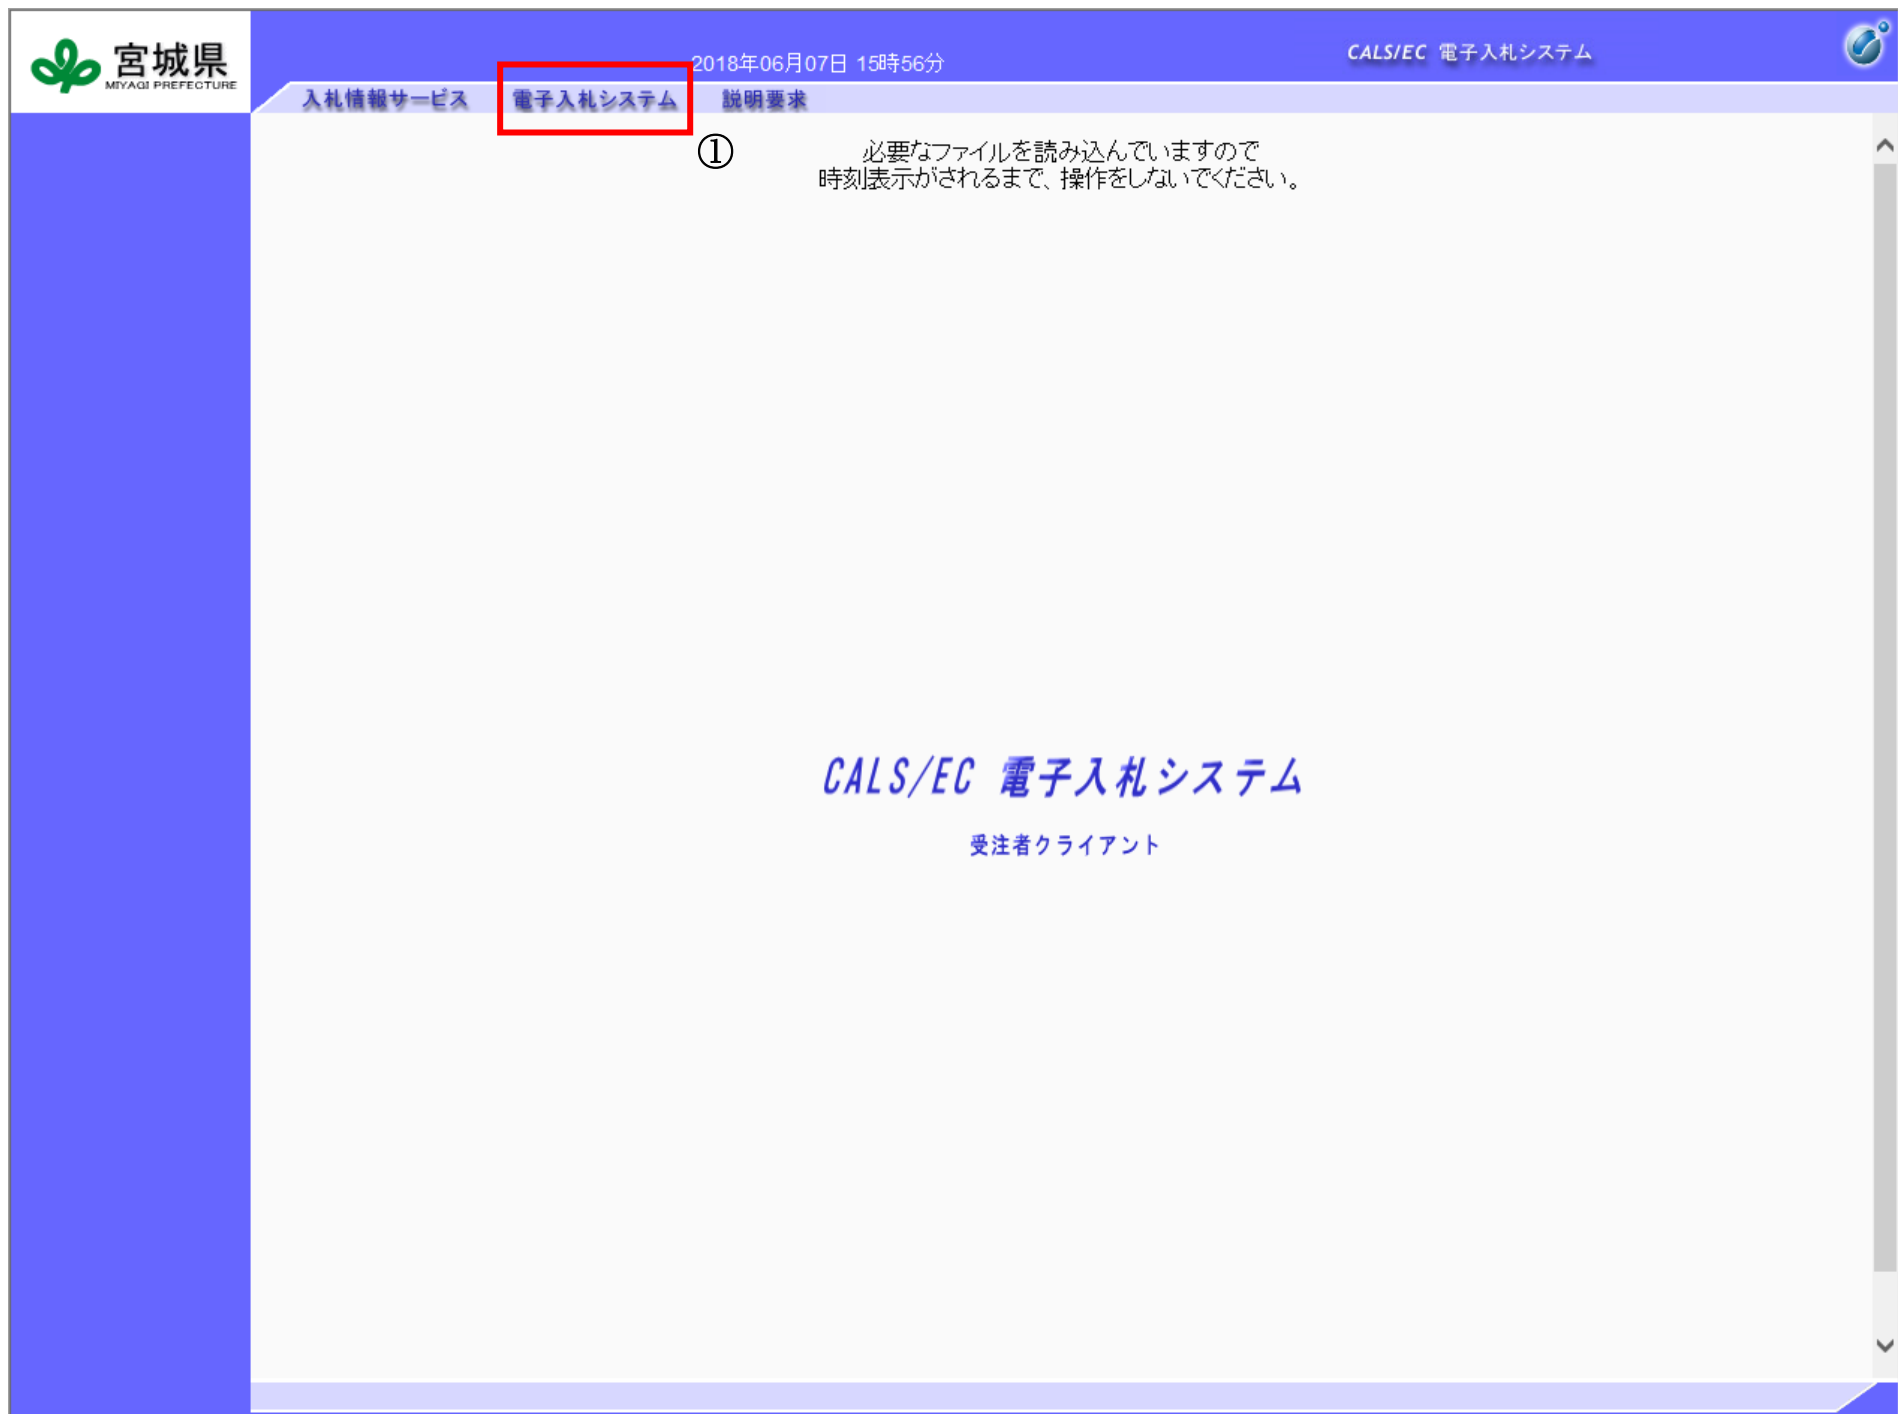 宮城県
MIYAGI PREFECTURE
2018年06月07日 15時56分
CALS/EC 電子入札システム
入札情報サービス 電子入札システム 説明要求
①
必要なファイルを読み込んでいますので
時刻表示がされるまで、操作をしないでください。
CALS/EC 電子入札システム
受注者クライアント